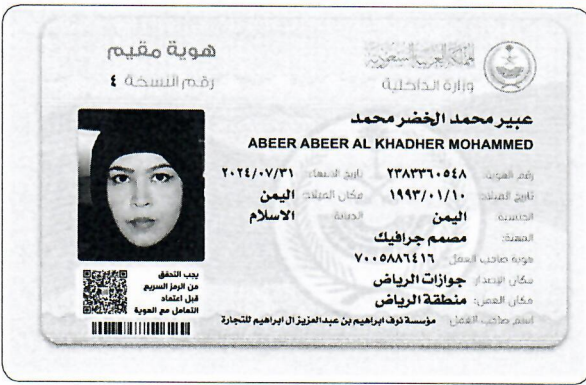 هوية مقيم
رقم النسخة ٤
المملكة العربية السعودية
وزارة الداخلية
عبير محمد الخضر محمد
ABEER ABEER AL KHADHER MOHAMMED
رقم الهوية: ٢٣٨٣٣٦٠٥٤٨ تاريخ الانتهاء: ٢٠٢٤/٠٧/٣١
تاريخ الميلاد: ١٩٩٣/٠١/١٠ مكان الميلاد: اليمن
الجنسية: اليمن الديانة: الاسلام
المهنة: مصمم جرافيك
هوية صاحب العمل: ٧٠٠٥٨٨٦٤١٦
مكان الإصدار: جوازات الرياض
مكان العمل: منطقة الرياض
اسم صاحب العمل: مؤسسة نوف ابراهيم بن عبدالعزيز ال ابراهيم للتجارة
يجب التحقق
من الرمز السريع
قبل اعتماد
التعامل مع الهوية